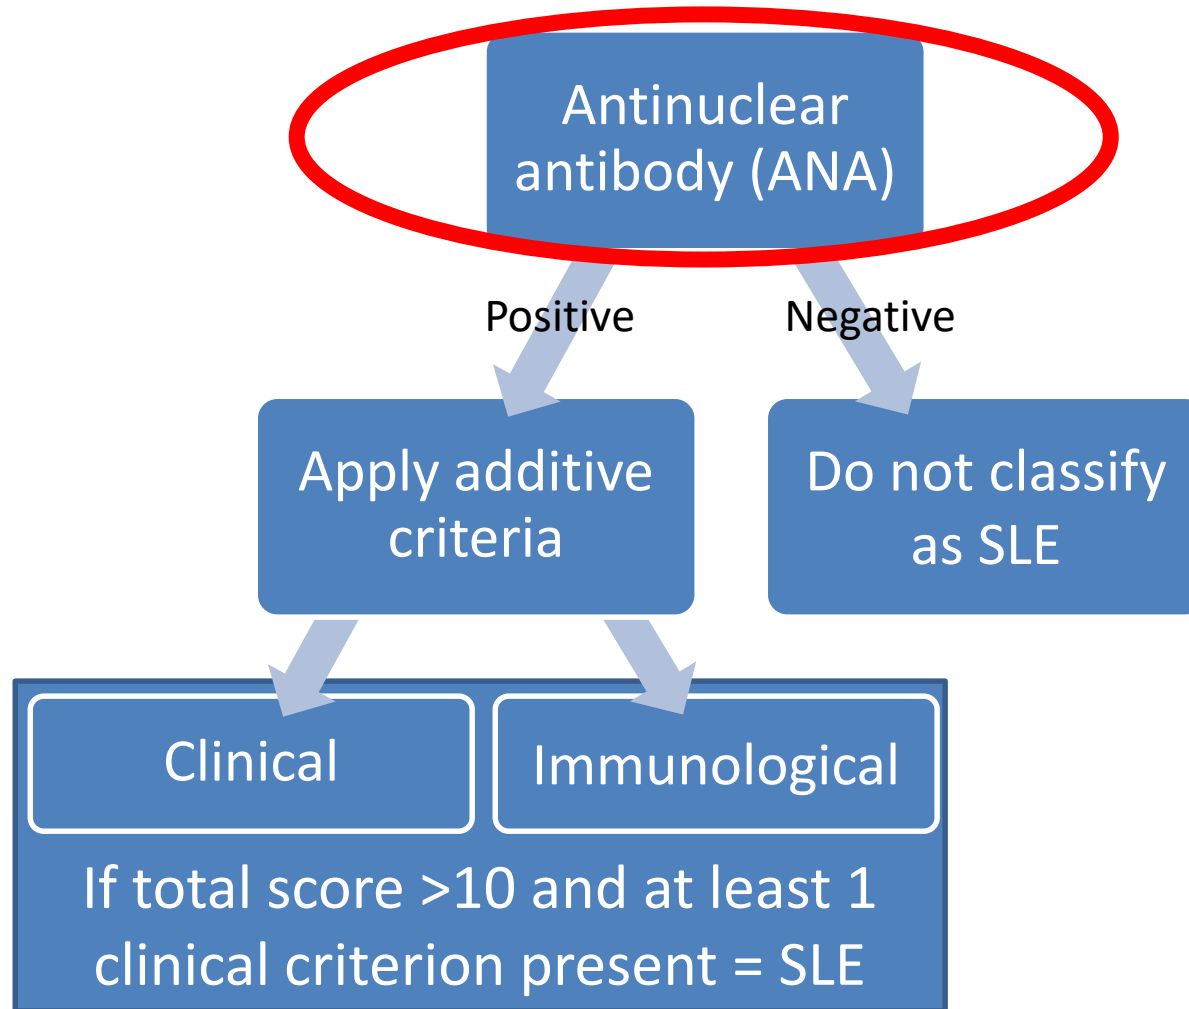 Antinuclear
antibody (ANA)
Positive
Negative
Apply additive
criteria
Do not classify
as SLE
Clinical
Immunological
If total score >10 and at least 1
clinical criterion present = SLE